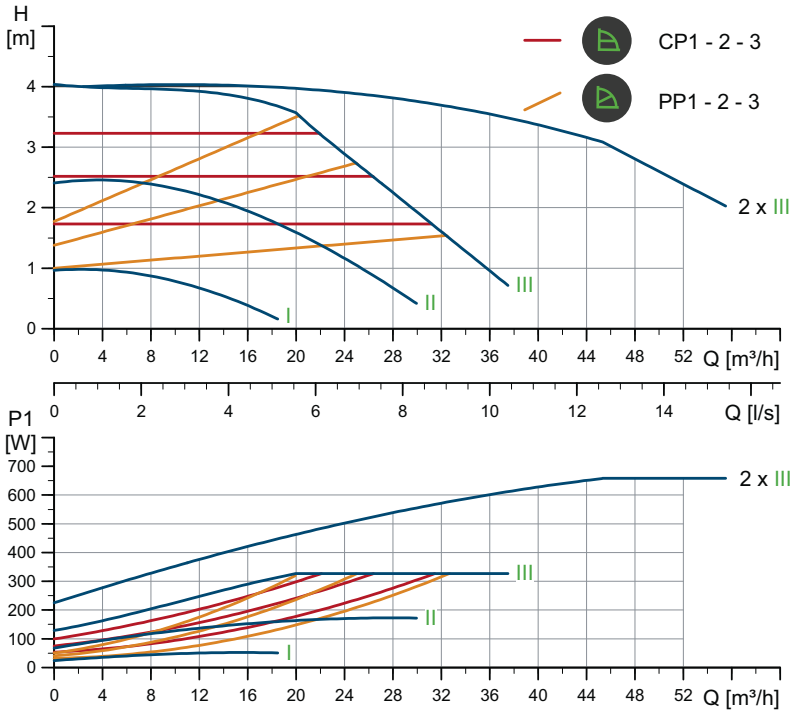 H
[m]
CP1 - 2 - 3
PP1 - 2 - 3
4
3
2
1
0
2 x III
III
II
I
0 4 8 12 16 20 24 28 32 36 40 44 48 52 Q [m³/h]
0 2 4 6 8 10 12 14 Q [l/s]
P1
[W]
700
600
500
400
300
200
100
0
2 x III
III
II
I
0 4 8 12 16 20 24 28 32 36 40 44 48 52 Q [m³/h]